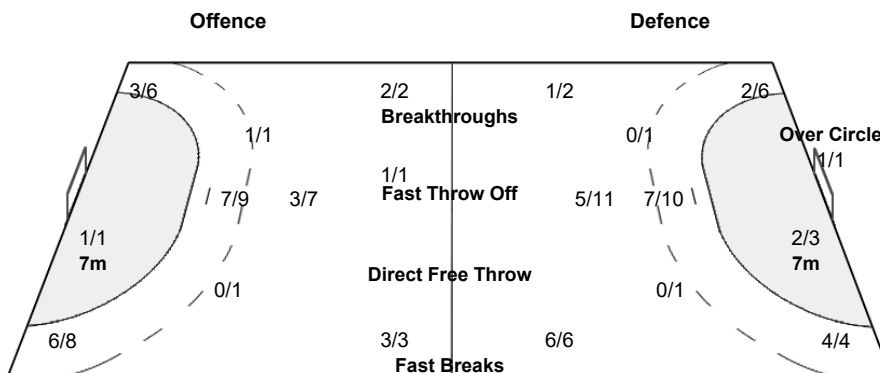 Offence Defence
3/6 2/2 1/2 2/6
Breakthroughs
1/1 0/1 Over Circle
1/1 1/1
Fast Throw Off
7/9 3/7 5/11 7/10
1/1 2/3
7m 7m
Direct Free Throw
0/1 0/1
6/8 3/3 6/6 4/4
Fast Breaks